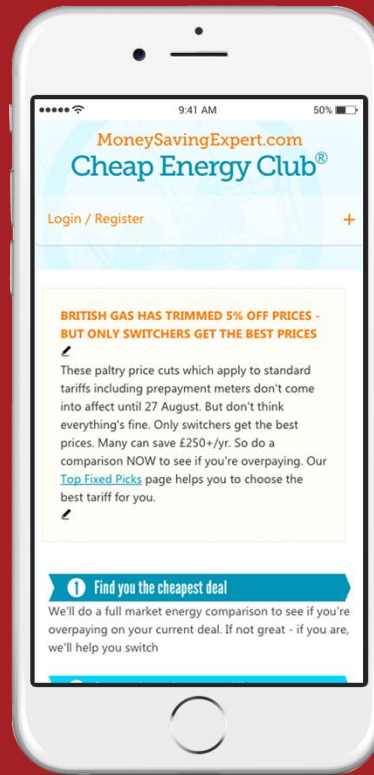 9:41 AM
50%
MoneySavingExpert.com
Cheap Energy Club®
Login / Register +
BRITISH GAS HAS TRIMMED 5% OFF PRICES -
BUT ONLY SWITCHERS GET THE BEST PRICES
These paltry price cuts which apply to standard
tariffs including prepayment meters don't come
into affect until 27 August. But don't think
everything's fine. Only switchers get the best
prices. Many can save £250+/yr. So do a
comparison NOW to see if you're overpaying. Our
Top Fixed Picks page helps you to choose the
best tariff for you.
1 Find you the cheapest deal
We'll do a full market energy comparison to see if you're
overpaying on your current deal. If not great - if you are,
we'll help you switch